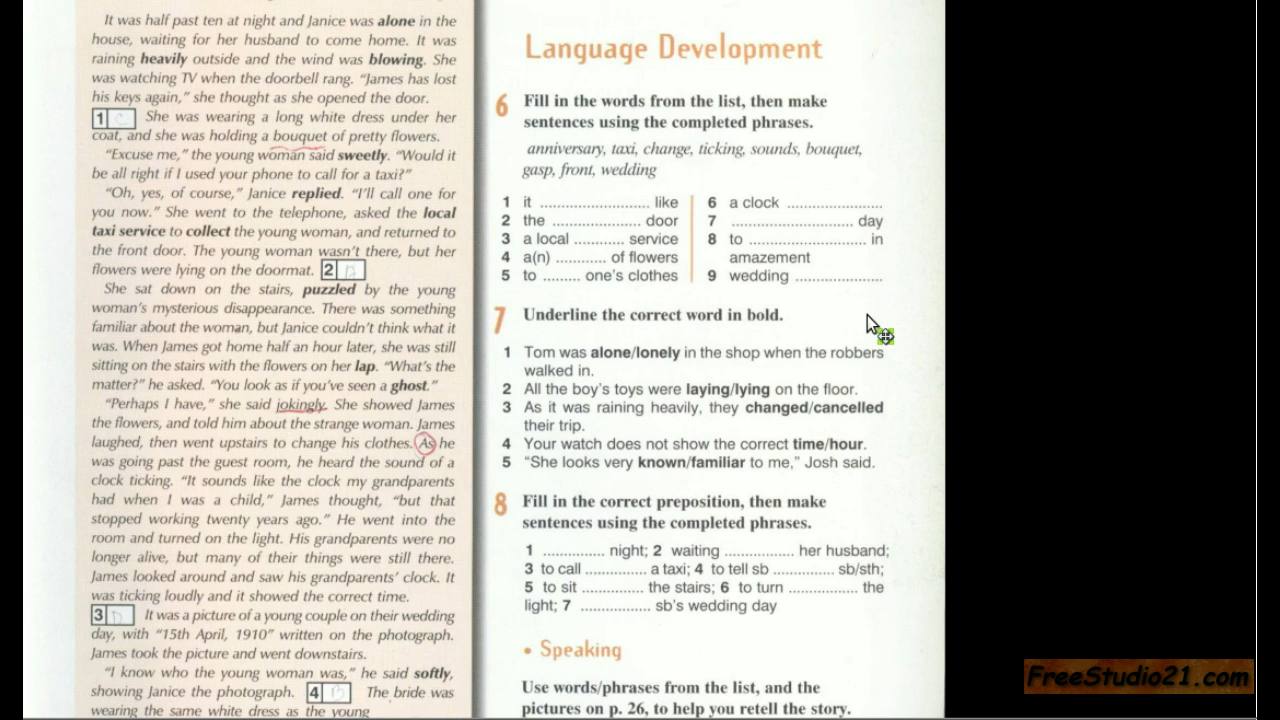 It was half past ten at night and Janice was alone in the
house, waiting for her husband to come home. It was
raining heavily outside and the wind was blowing. She
was watching TV when the doorbell rang. "James has lost
his keys again," she thought as she opened the door.
1 She was wearing a long white dress under her
coat, and she was holding a bouquet of pretty flowers.
"Excuse me," the young woman said sweetly. "Would it
be all right if I used your phone to call for a taxi?"
"Oh, yes, of course," Janice replied. "I'll call one for
you now." She went to the telephone, asked the local
taxi service to collect the young woman, and returned to
the front door. The young woman wasn't there, but her
flowers were lying on the doormat. 2
She sat down on the stairs, puzzled by the young
woman's mysterious disappearance. There was something
familiar about the woman, but Janice couldn't think what it
was. When James got home half an hour later, she was still
sitting on the stairs with the flowers on her lap. "What's the
matter?" he asked. "You look as if you've seen a ghost."
"Perhaps I have," she said jokingly. She showed James
the flowers, and told him about the strange woman. James
laughed, then went upstairs to change his clothes. As he
was going past the guest room, he heard the sound of a
clock ticking. "It sounds like the clock my grandparents
had when I was a child," James thought, "but that
stopped working twenty years ago." He went into the
room and turned on the light. His grandparents were no
longer alive, but many of their things were still there.
James looked around and saw his grandparents' clock. It
was ticking loudly and it showed the correct time.
3 D It was a picture of a young couple on their wedding
day, with "15th April, 1910" written on the photograph.
James took the picture and went downstairs.
"I know who the young woman was," he said softly,
showing Janice the photograph. 4 The bride was
wearing the same white dress as the young
Language Development
6 Fill in the words from the list, then make
sentences using the completed phrases.
anniversary, taxi, change, ticking, sounds, bouquet,
gasp, front, wedding
1 it ........................... like
2 the ...................... door
3 a local ............ service
4 a(n) ............ of flowers
5 to ......... one's clothes
6 a clock .......................
7 .............................. day
8 to ............................ in
amazement
9 wedding .....................
7 Underline the correct word in bold.
1 Tom was alone/lonely in the shop when the robbers
walked in.
2 All the boy's toys were laying/lying on the floor.
3 As it was raining heavily, they changed/cancelled
their trip.
4 Your watch does not show the correct time/hour.
5 "She looks very known/familiar to me," Josh said.
8 Fill in the correct preposition, then make
sentences using the completed phrases.
1 ............... night; 2 waiting ................. her husband;
3 to call ............... a taxi; 4 to tell sb ............... sb/sth;
5 to sit ............... the stairs; 6 to turn ................. the
light; 7 ................. sb's wedding day
• Speaking
Use words/phrases from the list, and the
pictures on p. 26, to help you retell the story.
FreeStudio21.com